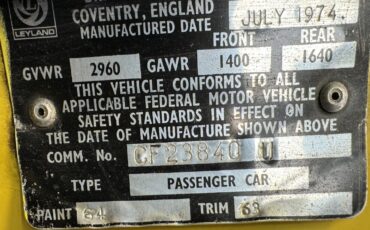 LEYLAND
COVENTRY, ENGLAND
MANUFACTURED DATE JULY 1974.
FRONT REAR
GVWR 2960 GAWR 1400 1640
THIS VEHICLE CONFORMS TO ALL
APPLICABLE FEDERAL MOTOR VEHICLE
SAFETY STANDARDS IN EFFECT ON
THE DATE OF MANUFACTURE SHOWN ABOVE
COMM. NO. CF23840 U
TYPE PASSENGER CAR
PAINT 64 TRIM 63